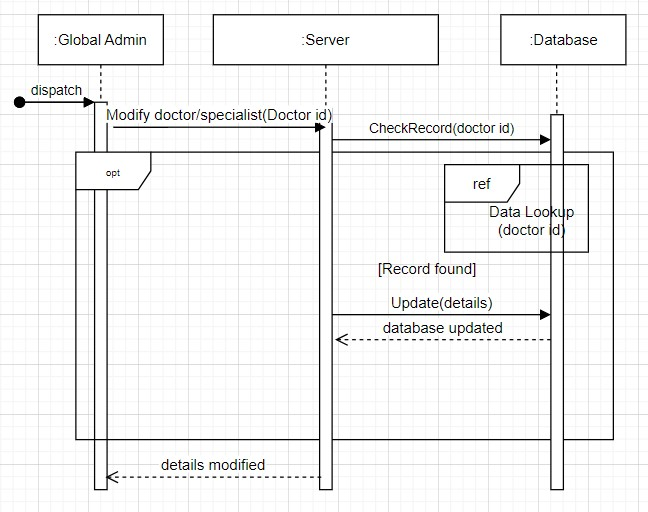 :Global Admin
:Server
:Database
dispatch
Modify doctor/specialist(Doctor id)
CheckRecord(doctor id)
opt
ref
Data Lookup
(doctor id)
[Record found]
Update(details)
database updated
details modified